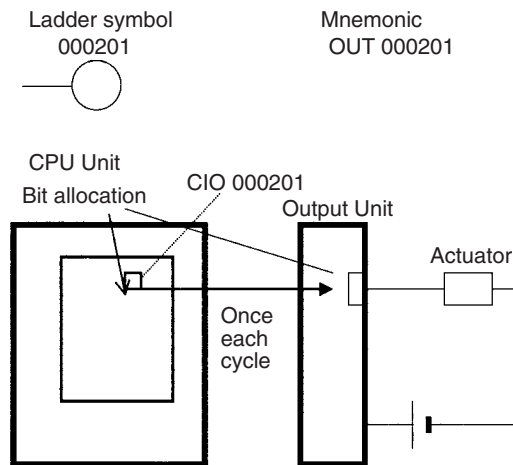 Ladder symbol
000201
Mnemonic
OUT 000201
CPU Unit
Bit allocation
CIO 000201
Output Unit
Actuator
Once
each
cycle